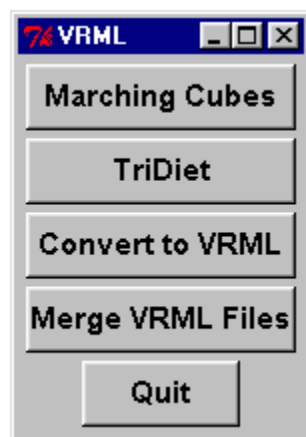 VRML
Marching Cubes
TriDiet
Convert to VRML
Merge VRML Files
Quit